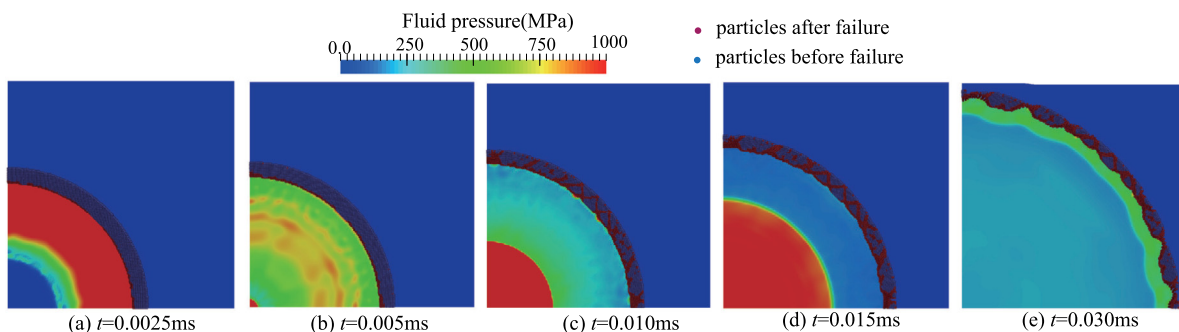 Fluid pressure(MPa)
0.0 250 500 750 1000
particles after failure
particles before failure
(a) t=0.0025ms
(b) t=0.005ms
(c) t=0.010ms
(d) t=0.015ms
(e) t=0.030ms